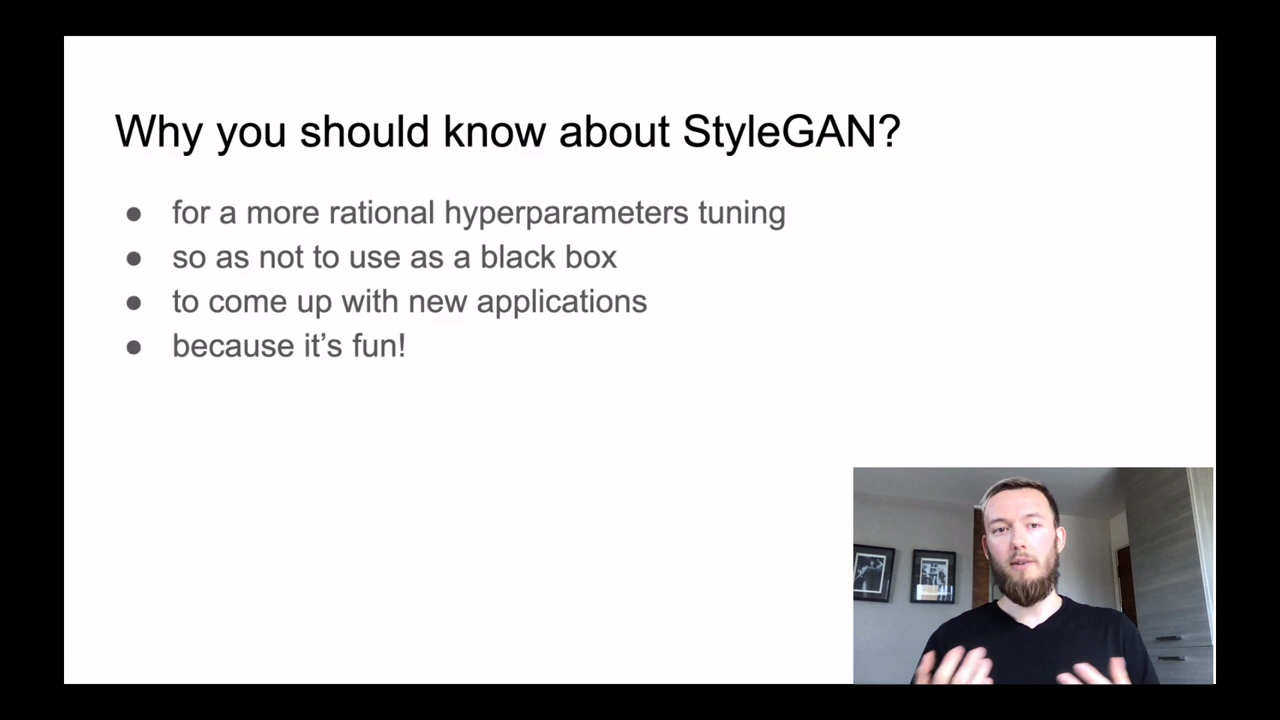 Why you should know about StyleGAN?
● for a more rational hyperparameters tuning
● so as not to use as a black box
● to come up with new applications
● because it’s fun!